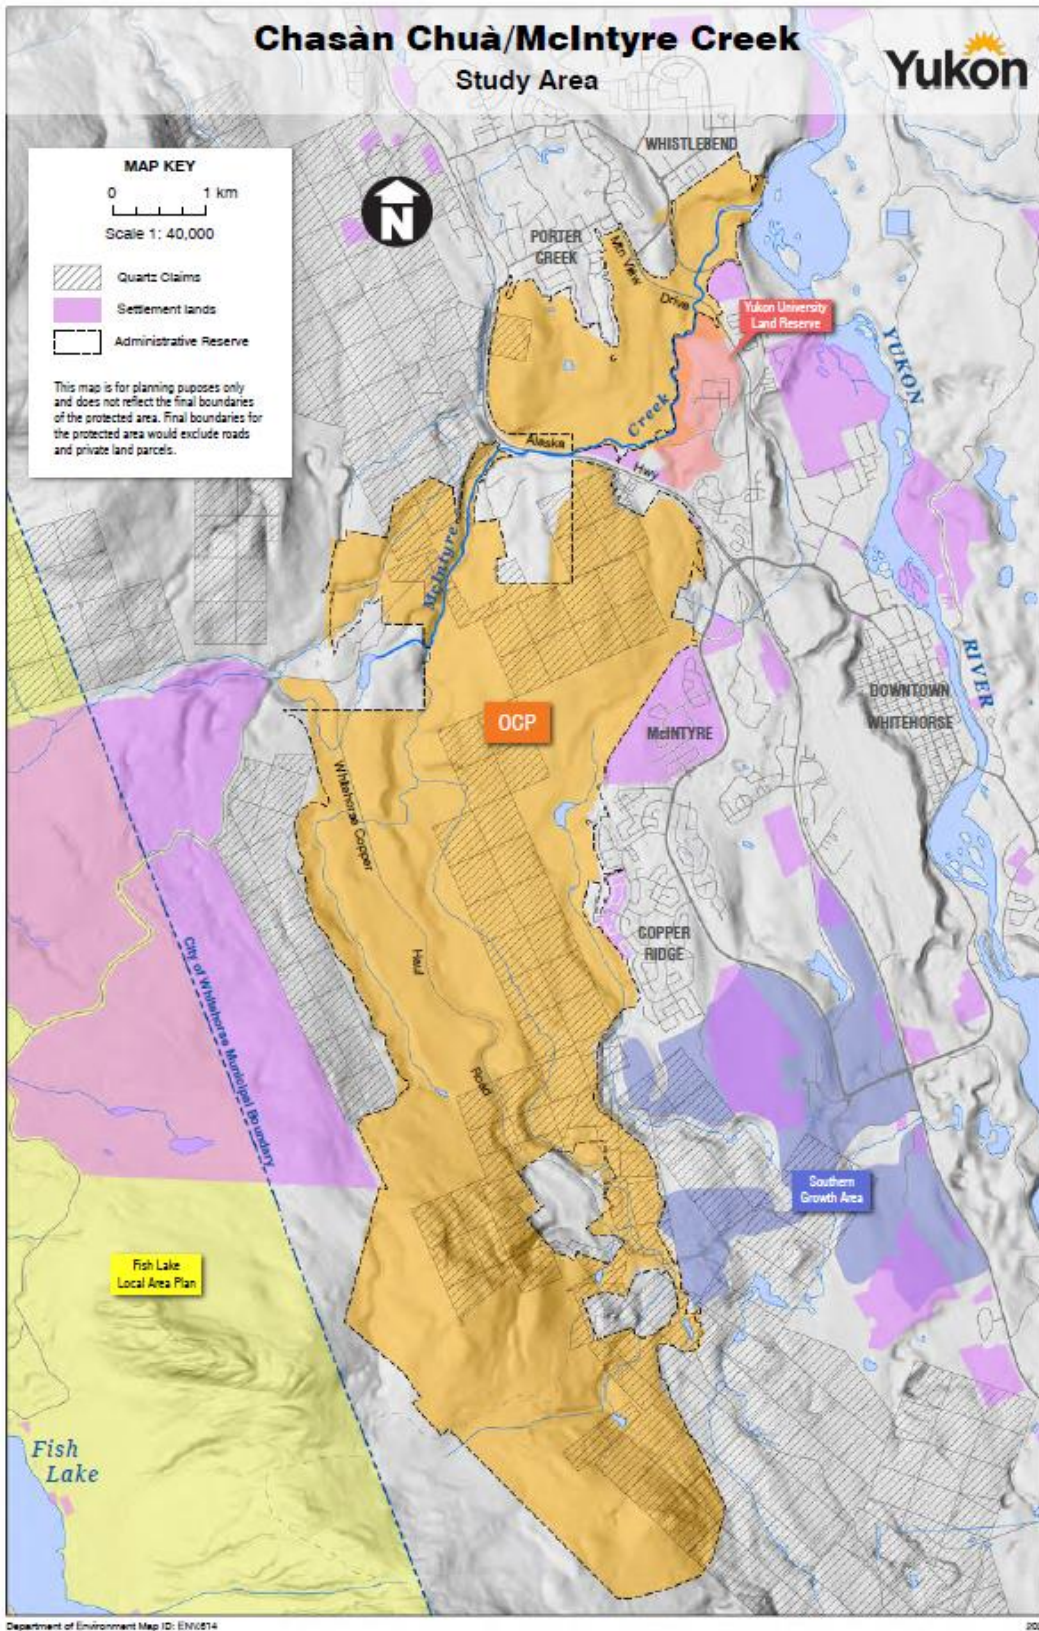 Chasàn Chuà/McIntyre Creek
Study Area
Yukon
MAP KEY
0 1 km
Scale 1: 40,000
Quartz Claims
Settlement lands
Administrative Reserve
This map is for planning puposes only
and does not reflect the final boundaries
of the protected area. Final boundaries for
the protected area would exclude roads
and private land parcels.
N
WHISTLEBEND
PORTER
CREEK
Mtn View
Drive
Yukon University
Land Reserve
YUKON
RIVER
Creek
Alaska
Hwy
McIntyre
DOWNTOWN
WHITEHORSE
OCP
McINTYRE
Whitehorse Copper
Haul
Road
COPPER
RIDGE
City of Whitehorse Municipal Boundary
Southern
Growth Area
Fish Lake
Local Area Plan
Fish
Lake
Department of Environment Map ID: ENV.614